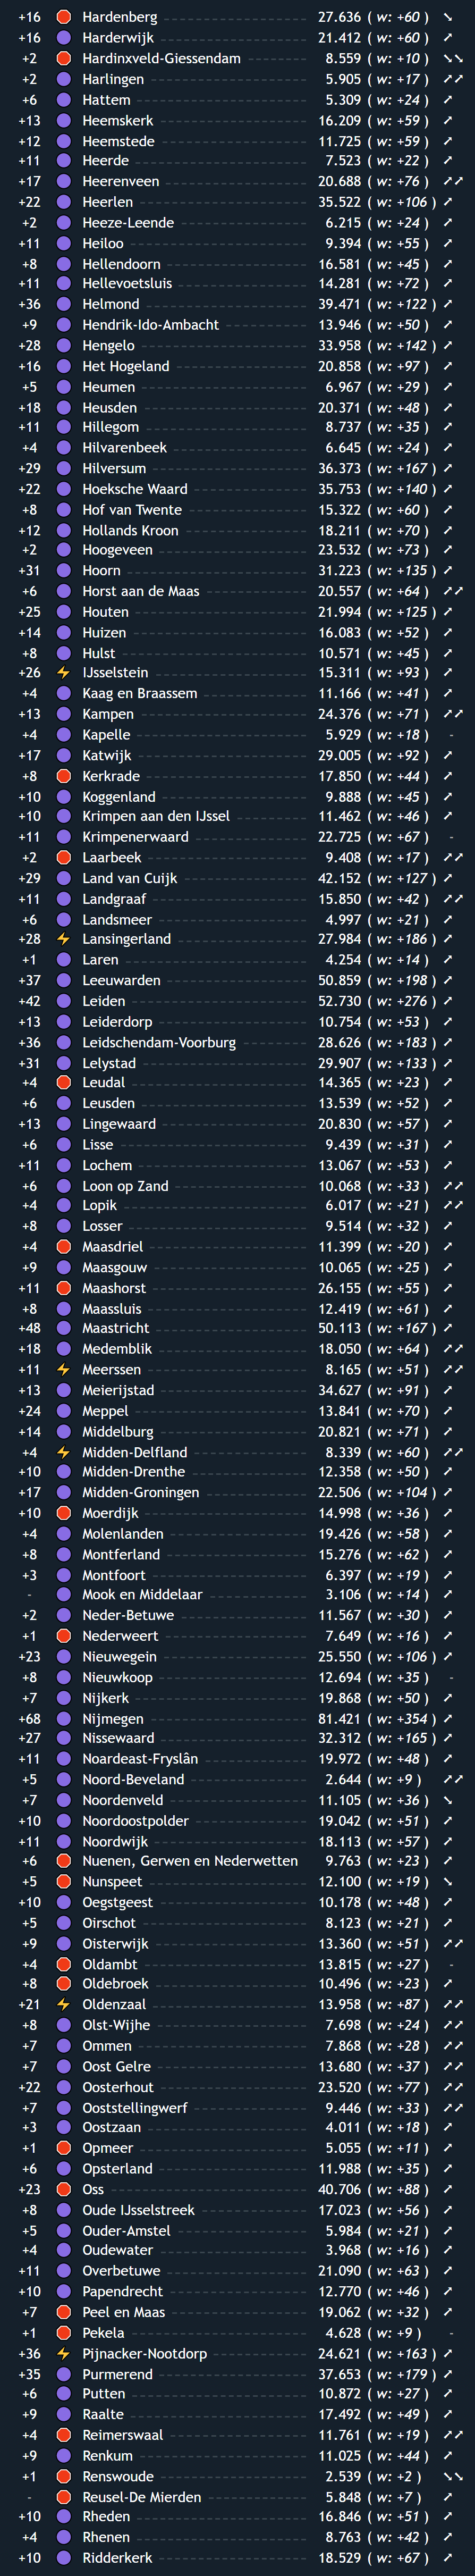 +16 Hardenberg 27.636 ( w: +60 ) ↘
+16 Harderwijk 21.412 ( w: +60 ) ↗
+2 Hardinxveld-Giessendam 8.559 ( w: +10 ) ↘↘
+2 Harlingen 5.905 ( w: +17 ) ↗↗
+6 Hattem 5.309 ( w: +24 ) ↗
+13 Heemskerk 16.209 ( w: +59 ) ↗
+12 Heemstede 11.725 ( w: +59 ) ↗
+11 Heerde 7.523 ( w: +22 ) ↗
+17 Heerenveen 20.688 ( w: +76 ) ↗↗
+22 Heerlen 35.522 ( w: +106 ) ↗
+2 Heeze-Leende 6.215 ( w: +24 ) ↗
+11 Heiloo 9.394 ( w: +55 ) ↗
+8 Hellendoorn 16.581 ( w: +45 ) ↗
+11 Hellevoetsluis 14.281 ( w: +72 ) ↗
+36 Helmond 39.471 ( w: +122 ) ↗
+9 Hendrik-Ido-Ambacht 13.946 ( w: +50 ) ↗
+28 Hengelo 33.958 ( w: +142 ) ↗
+16 Het Hogeland 20.858 ( w: +97 ) ↗
+5 Heumen 6.967 ( w: +29 ) ↗
+18 Heusden 20.371 ( w: +48 ) ↗
+11 Hillegom 8.737 ( w: +35 ) ↗
+4 Hilvarenbeek 6.645 ( w: +24 ) ↗
+29 Hilversum 36.373 ( w: +167 ) ↗
+22 Hoeksche Waard 35.753 ( w: +140 ) ↗
+8 Hof van Twente 15.322 ( w: +60 ) ↗
+12 Hollands Kroon 18.211 ( w: +70 ) ↗
+2 Hoogeveen 23.532 ( w: +73 ) ↗
+31 Hoorn 31.223 ( w: +135 ) ↗
+6 Horst aan de Maas 20.557 ( w: +64 ) ↗↗
+25 Houten 21.994 ( w: +125 ) ↗
+14 Huizen 16.083 ( w: +52 ) ↗
+8 Hulst 10.571 ( w: +45 ) ↗
+26 IJsselstein 15.311 ( w: +93 ) ↗
+4 Kaag en Braassem 11.166 ( w: +41 ) ↗
+13 Kampen 24.376 ( w: +71 ) ↗↗
+4 Kapelle 5.929 ( w: +18 ) -
+17 Katwijk 29.005 ( w: +92 ) ↗
+8 Kerkrade 17.850 ( w: +44 ) ↗
+10 Koggenland 9.888 ( w: +45 ) ↗
+10 Krimpen aan den IJssel 11.462 ( w: +46 ) ↗
+11 Krimpenerwaard 22.725 ( w: +67 ) -
+2 Laarbeek 9.408 ( w: +17 ) ↗↗
+29 Land van Cuijk 42.152 ( w: +127 ) ↗
+11 Landgraaf 15.850 ( w: +42 ) ↗↗
+6 Landsmeer 4.997 ( w: +21 ) ↗
+28 Lansingerland 27.984 ( w: +186 ) ↗
+1 Laren 4.254 ( w: +14 ) ↗
+37 Leeuwarden 50.859 ( w: +198 ) ↗
+42 Leiden 52.730 ( w: +276 ) ↗
+13 Leiderdorp 10.754 ( w: +53 ) ↗
+36 Leidschendam-Voorburg 28.626 ( w: +183 ) ↗
+31 Lelystad 29.907 ( w: +133 ) ↗
+4 Leudal 14.365 ( w: +23 ) ↗
+6 Leusden 13.539 ( w: +52 ) ↗
+13 Lingewaard 20.830 ( w: +57 ) ↗
+6 Lisse 9.439 ( w: +31 ) ↗
+11 Lochem 13.067 ( w: +53 ) ↗
+6 Loon op Zand 10.068 ( w: +33 ) ↗↗
+4 Lopik 6.017 ( w: +21 ) ↗↗
+8 Losser 9.514 ( w: +32 ) ↗
+4 Maasdriel 11.399 ( w: +20 ) ↗
+9 Maasgouw 10.065 ( w: +25 ) ↗
+11 Maashorst 26.155 ( w: +55 ) ↗
+8 Maassluis 12.419 ( w: +61 ) ↗
+48 Maastricht 50.113 ( w: +167 ) ↗
+18 Medemblik 18.050 ( w: +64 ) ↗↗
+11 Meerssen 8.165 ( w: +51 ) ↗↗
+13 Meierijstad 34.627 ( w: +91 ) ↗
+24 Meppel 13.841 ( w: +70 ) ↗
+14 Middelburg 20.821 ( w: +71 ) ↗
+4 Midden-Delfland 8.339 ( w: +60 ) ↗↗
+10 Midden-Drenthe 12.358 ( w: +50 ) ↗
+17 Midden-Groningen 22.506 ( w: +104 ) ↗
+10 Moerdijk 14.998 ( w: +36 ) ↗
+4 Molenlanden 19.426 ( w: +58 ) ↗
+8 Montferland 15.276 ( w: +62 ) ↗
+3 Montfoort 6.397 ( w: +19 ) ↗
- Mook en Middelaar 3.106 ( w: +14 ) ↗
+2 Neder-Betuwe 11.567 ( w: +30 ) ↗
+1 Nederweert 7.649 ( w: +16 ) ↗
+23 Nieuwegein 25.550 ( w: +106 ) ↗
+8 Nieuwkoop 12.694 ( w: +35 ) -
+7 Nijkerk 19.868 ( w: +50 ) ↗
+68 Nijmegen 81.421 ( w: +354 ) ↗
+27 Nissewaard 32.312 ( w: +165 ) ↗
+11 Noardeast-Fryslân 19.972 ( w: +48 ) ↗
+5 Noord-Beveland 2.644 ( w: +9 ) ↗↗
+7 Noordenveld 11.105 ( w: +36 ) ↘
+10 Noordoostpolder 19.042 ( w: +51 ) ↗
+11 Noordwijk 18.113 ( w: +57 ) ↗
+6 Nuenen, Gerwen en Nederwetten 9.763 ( w: +23 ) ↗
+5 Nunspeet 12.100 ( w: +19 ) ↘
+10 Oegstgeest 10.178 ( w: +48 ) ↗
+5 Oirschot 8.123 ( w: +21 ) ↗
+9 Oisterwijk 13.360 ( w: +51 ) ↗↗
+4 Oldambt 13.815 ( w: +27 ) -
+8 Oldebroek 10.496 ( w: +23 ) ↗
+21 Oldenzaal 13.958 ( w: +87 ) ↗↗
+8 Olst-Wijhe 7.698 ( w: +24 ) ↗↗
+7 Ommen 7.868 ( w: +28 ) ↗↗
+7 Oost Gelre 13.680 ( w: +37 ) ↗↗
+22 Oosterhout 23.520 ( w: +77 ) ↗↗
+7 Ooststellingwerf 9.446 ( w: +33 ) ↗↗
+3 Oostzaan 4.011 ( w: +18 ) ↗
+1 Opmeer 5.055 ( w: +11 ) ↗
+6 Opsterland 11.988 ( w: +35 ) ↗
+23 Oss 40.706 ( w: +88 ) ↗
+8 Oude IJsselstreek 17.023 ( w: +56 ) ↗
+5 Ouder-Amstel 5.984 ( w: +21 ) ↗
+4 Oudewater 3.968 ( w: +16 ) ↗
+11 Overbetuwe 21.090 ( w: +63 ) ↗
+10 Papendrecht 12.770 ( w: +46 ) ↗
+7 Peel en Maas 19.062 ( w: +32 ) ↗
+1 Pekela 4.628 ( w: +9 ) -
+36 Pijnacker-Nootdorp 24.621 ( w: +163 ) ↗
+35 Purmerend 37.653 ( w: +179 ) ↗
+6 Putten 10.872 ( w: +27 ) ↗
+9 Raalte 17.492 ( w: +49 ) ↗
+4 Reimerswaal 11.761 ( w: +19 ) ↗↗
+9 Renkum 11.025 ( w: +44 ) ↗
+1 Renswoude 2.539 ( w: +2 ) ↘↘
- Reusel-De Mierden 5.848 ( w: +7 ) ↗
+10 Rheden 16.846 ( w: +51 ) ↗
+4 Rhenen 8.763 ( w: +42 ) ↗
+10 Ridderkerk 18.529 ( w: +67 ) ↗